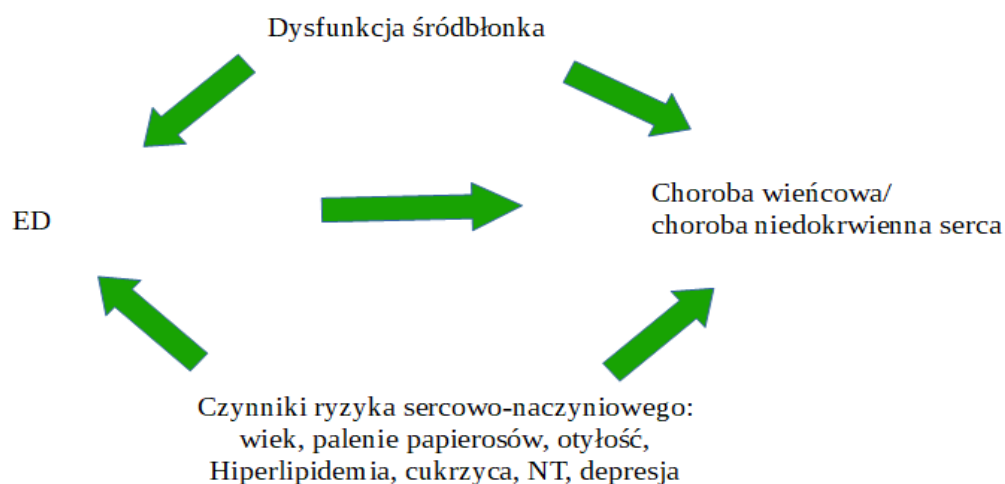 Dysfunkcja śródbłonka
ED
Choroba wieńcowa/
choroba niedokrwienna serca
Czynniki ryzyka sercowo-naczyniowego:
wiek, palenie papierosów, otyłość,
Hiperlipidemia, cukrzyca, NT, depresja